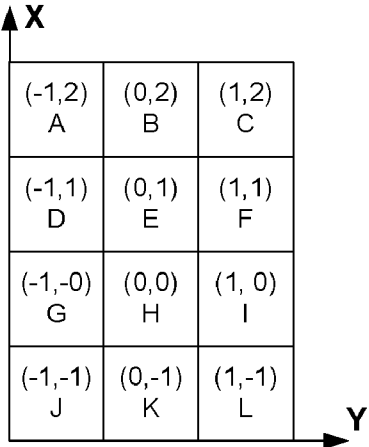 X
(-1,2) (0,2) (1,2)
A B C
(-1,1) (0,1) (1,1)
D E F
(-1,-0) (0,0) (1, 0)
G H I
(-1,-1) (0,-1) (1,-1)
J K L
Y